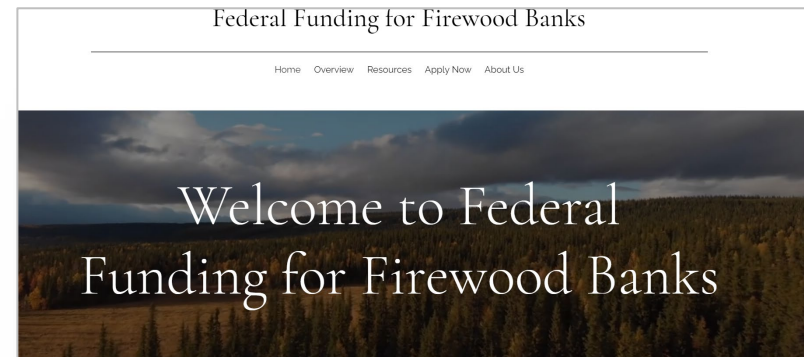 Federal Funding for Firewood Banks
Home Overview Resources Apply Now About Us
Welcome to Federal
Funding for Firewood Banks